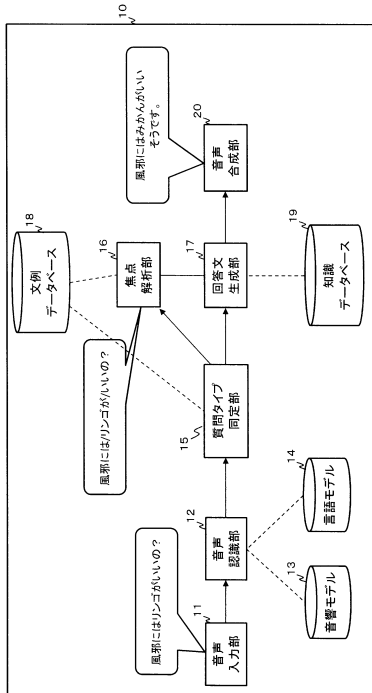 10
風邪にはリンゴがいいの？
音声
入力部
11
音声
認識部
12
音響モデル
13
言語モデル
14
質問タイプ
同定部
15
風邪には/リンゴが/いいの？
焦点
解析部
16
文例
データベース
18
回答文
生成部
17
知識
データベース
19
風邪にはみかんがいい
そうです。
音声
合成部
20